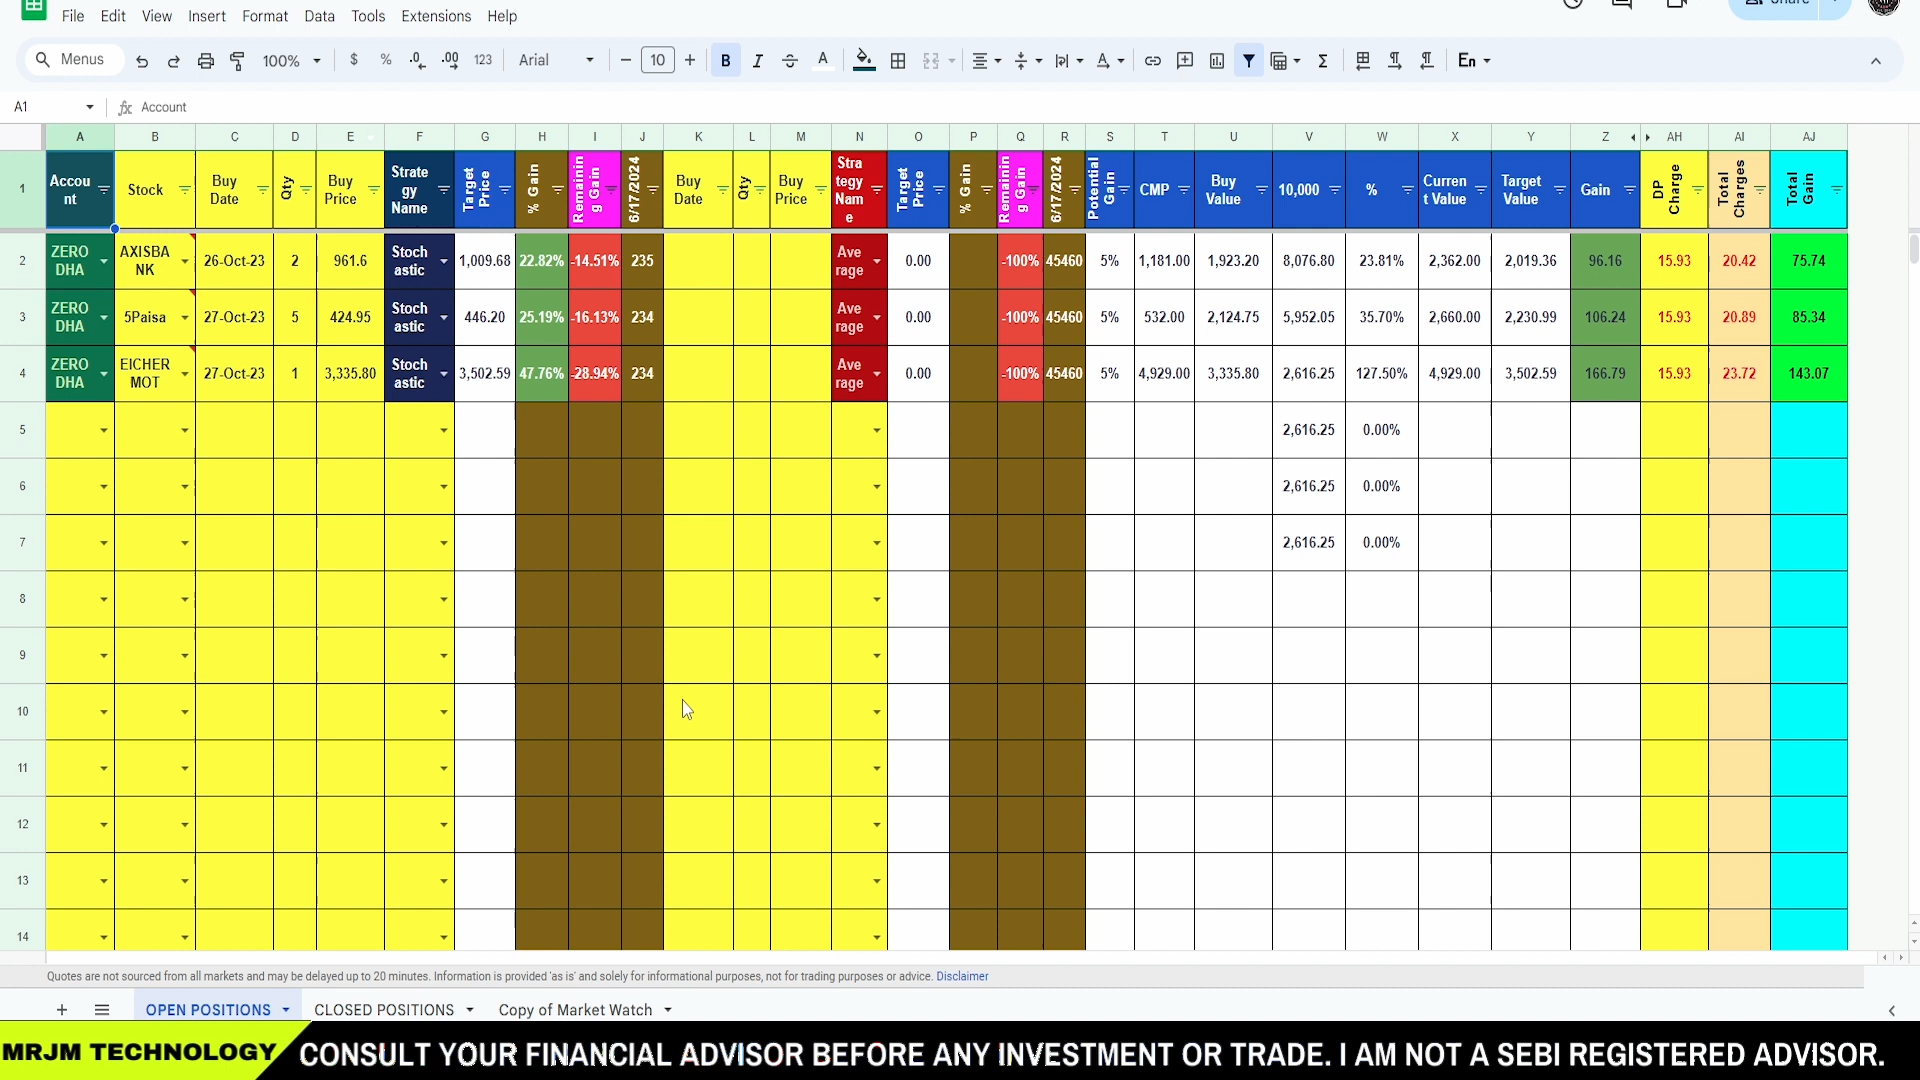 Share
File Edit View Insert Format Data Tools Extensions Help
Menus 100% $ % .0 .00 123 Arial 10 B I A En
A1 fx Account
A B C D E F G H I J K L M N O P Q R S T U V W X Y Z AH AI AJ
1 Account Stock Buy Date Qty Buy Price Strategy Name Target Price % Gain Remaining Gain 6/17/2024 Buy Date Qty Buy Price Strategy Name Target Price % Gain Remaining Gain 6/17/2024 Potential Gain CMP Buy Value 10,000 % Current Value Target Value Gain DP Charge Total Charges Total Gain
2 ZERODHA AXISBANK 26-Oct-23 2 961.6 Stochastic 1,009.68 22.82% -14.51% 235 Average 0.00 -100% 45460 5% 1,181.00 1,923.20 8,076.80 23.81% 2,362.00 2,019.36 96.16 15.93 20.42 75.74
3 ZERODHA 5Paisa 27-Oct-23 5 424.95 Stochastic 446.20 25.19% -16.13% 234 Average 0.00 -100% 45460 5% 532.00 2,124.75 5,952.05 35.70% 2,660.00 2,230.99 106.24 15.93 20.89 85.34
4 ZERODHA EICHERMOT 27-Oct-23 1 3,335.80 Stochastic 3,502.59 47.76% -28.94% 234 Average 0.00 -100% 45460 5% 4,929.00 3,335.80 2,616.25 127.50% 4,929.00 3,502.59 166.79 15.93 23.72 143.07
5 2,616.25 0.00%
6 2,616.25 0.00%
7 2,616.25 0.00%
8
9
10
11
12
13
14
Quotes are not sourced from all markets and may be delayed up to 20 minutes. Information is provided 'as is' and solely for informational purposes, not for trading purposes or advice. Disclaimer
OPEN POSITIONS CLOSED POSITIONS Copy of Market Watch
MRJM TECHNOLOGY CONSULT YOUR FINANCIAL ADVISOR BEFORE ANY INVESTMENT OR TRADE. I AM NOT A SEBI REGISTERED ADVISOR.